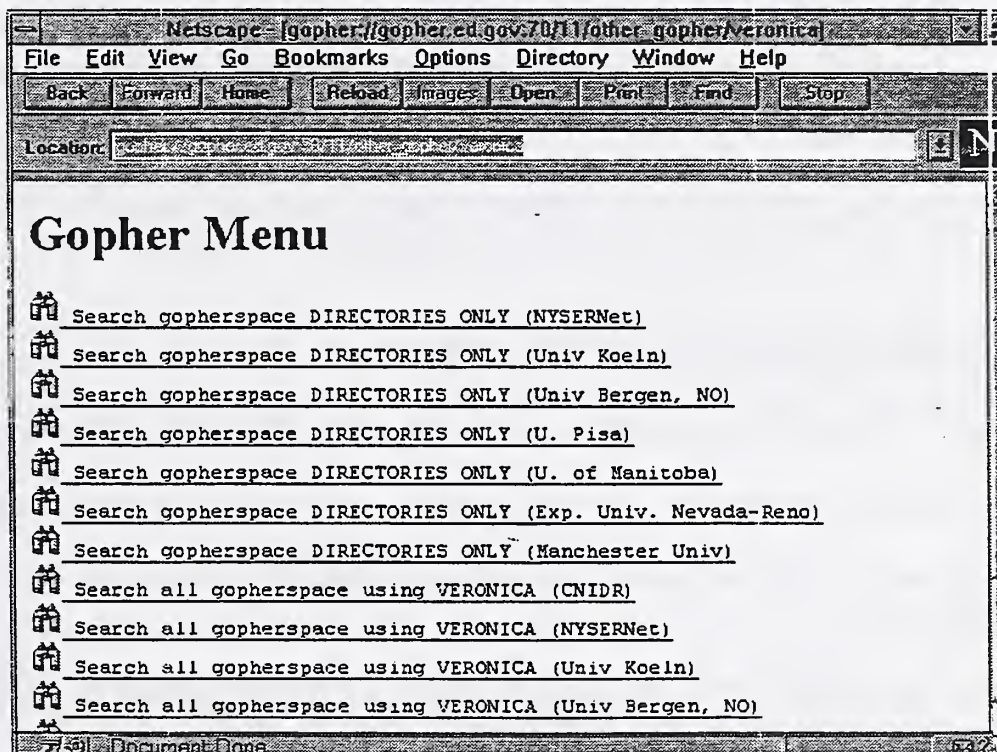 Netscape - [gopher://gopher.ed.gov:70/11/other_gopher/veronica]
File Edit View Go Bookmarks Options Directory Window Help
Back Forward Home Reload Images Open Print Find Stop
Location:
N
Gopher Menu
Search gopherspace DIRECTORIES ONLY (NYSERNet)
Search gopherspace DIRECTORIES ONLY (Univ Koeln)
Search gopherspace DIRECTORIES ONLY (Univ Bergen, NO)
Search gopherspace DIRECTORIES ONLY (U. Pisa)
Search gopherspace DIRECTORIES ONLY (U. of Manitoba)
Search gopherspace DIRECTORIES ONLY (Exp. Univ. Nevada-Reno)
Search gopherspace DIRECTORIES ONLY (Manchester Univ)
Search all gopherspace using VERONICA (CNIDR)
Search all gopherspace using VERONICA (NYSERNet)
Search all gopherspace using VERONICA (Univ Koeln)
Search all gopherspace using VERONICA (Univ Bergen, NO)
Document: Done